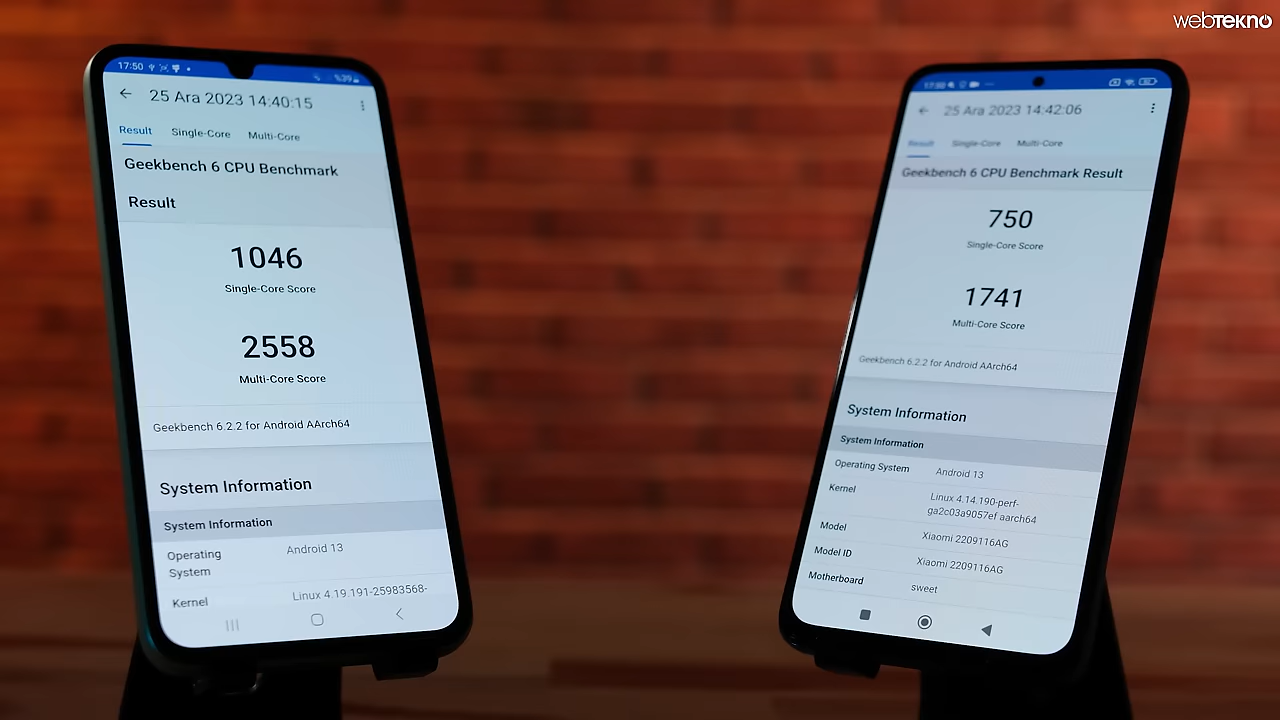 webtekno
17:50 %39
25 Ara 2023 14:40:15
Result Single-Core Multi-Core
Geekbench 6 CPU Benchmark
Result
1046
Single-Core Score
2558
Multi-Core Score
Geekbench 6.2.2 for Android AArch64
System Information
System Information
Operating System Android 13
Kernel Linux 4.19.191-25983568-
25 Ara 2023 14:42:06
Result Single-Core Multi-Core
Geekbench 6 CPU Benchmark Result
750
Single-Core Score
1741
Multi-Core Score
Geekbench 6.2.2 for Android AArch64
System Information
System Information
Operating System Android 13
Kernel Linux 4.14.190-perf-
ga2c03a9057ef aarch64
Model Xiaomi 2209116AG
Model ID Xiaomi 2209116AG
Motherboard sweet